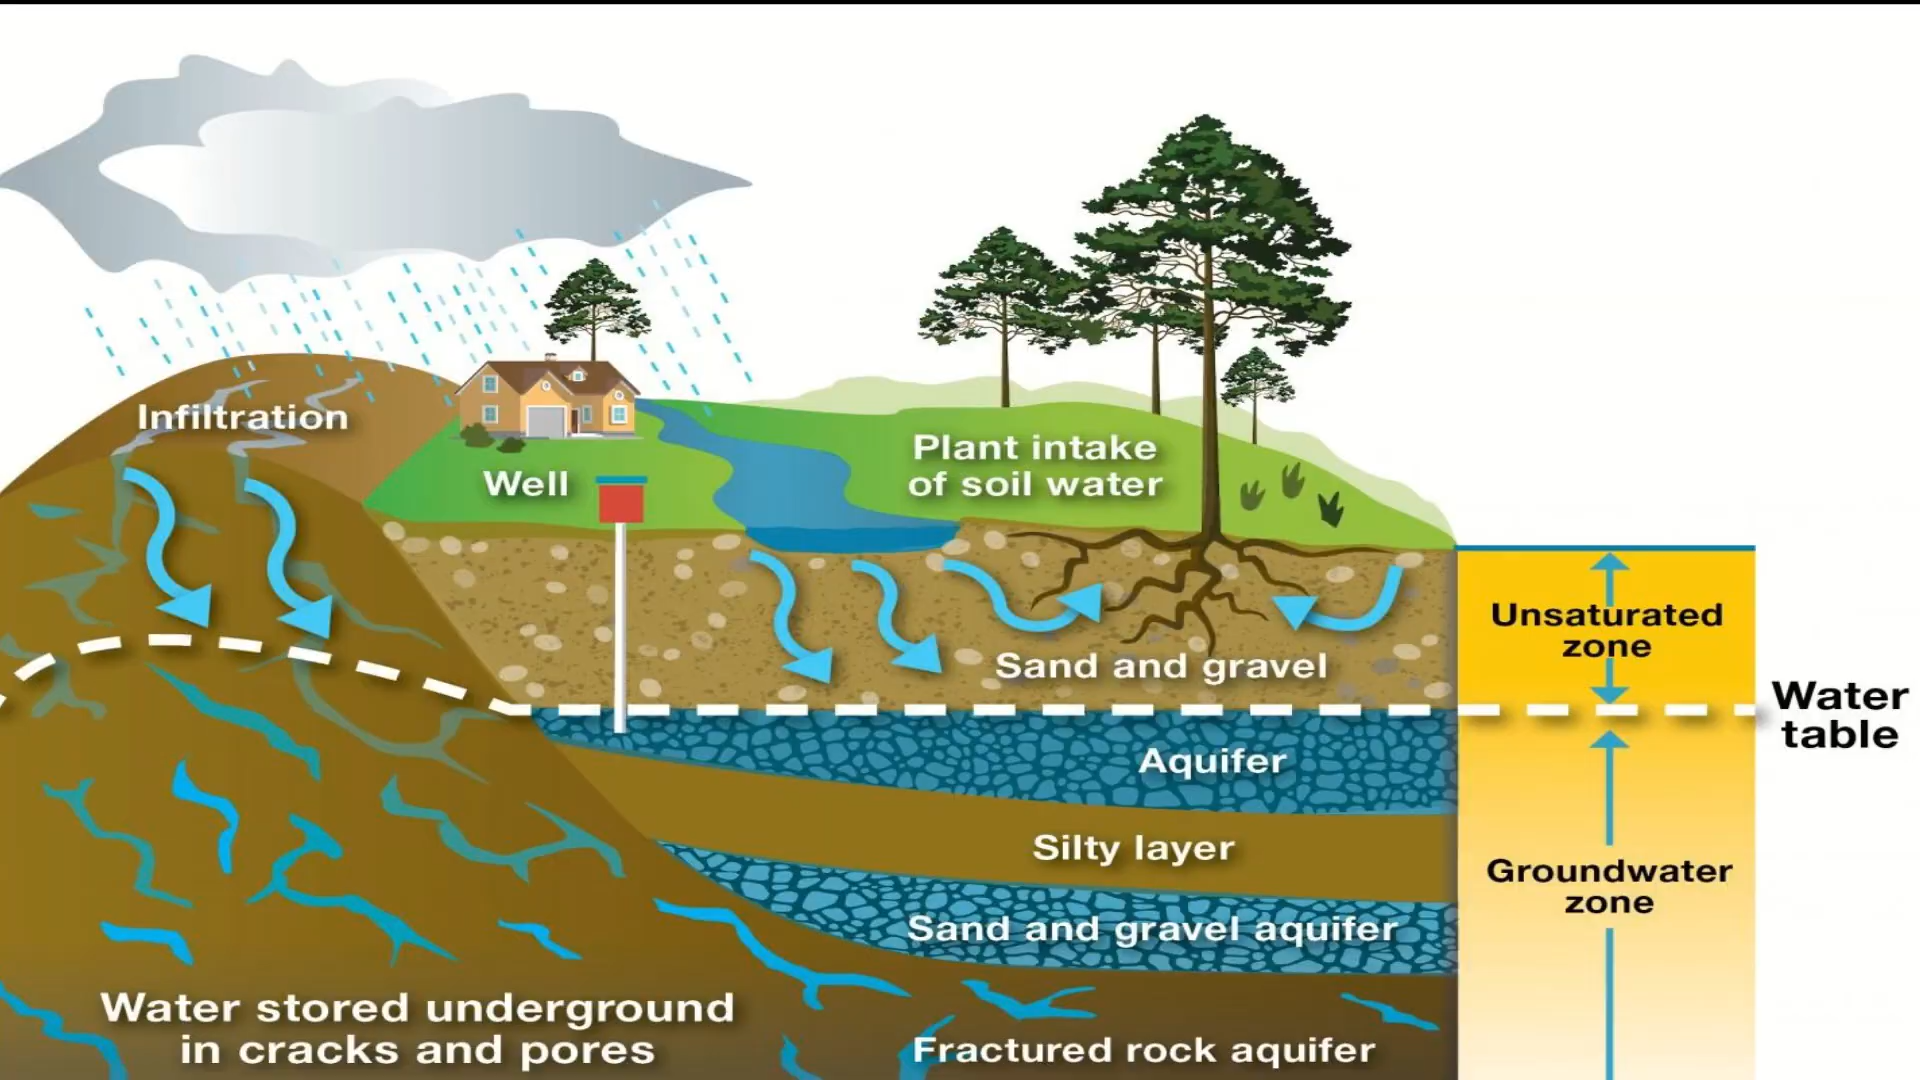 Infiltration
Well
Plant intake
of soil water
Sand and gravel
Unsaturated
zone
Water
table
Aquifer
Silty layer
Groundwater
zone
Sand and gravel aquifer
Water stored underground
in cracks and pores
Fractured rock aquifer